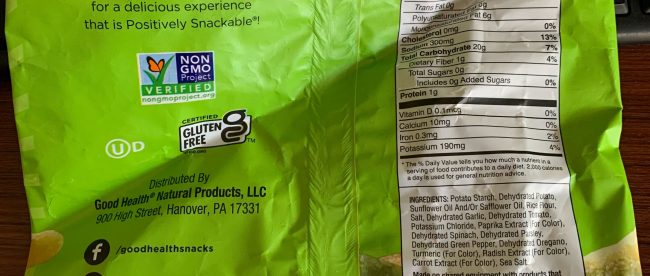 for a delicious experience
that is Positively Snackable®!
NON
GMO
Project
VERIFIED
nongmoproject.org
CERTIFIED
GLUTEN
FREE
TM
U D
Distributed By
Good Health® Natural Products, LLC
900 High Street, Hanover, PA 17331
/goodhealthsnacks
Trans Fat 0g
Polyunsaturated Fat 0g
Monounsaturated Fat 6g
Cholesterol 0mg 0%
Sodium 300mg 13%
Total Carbohydrate 20g 7%
Dietary Fiber 1g 4%
Total Sugars 0g
Includes 0g Added Sugars 0%
Protein 1g
Vitamin D 0.1mcg 0%
Calcium 10mg 0%
Iron 0.3mg 2%
Potassium 190mg 4%
* The % Daily Value tells you how much a nutrient in a
serving of food contributes to a daily diet. 2,000 calories
a day is used for general nutrition advice.
INGREDIENTS: Potato Starch, Dehydrated Potato,
Sunflower Oil And/Or Safflower Oil, Rice Flour,
Salt, Dehydrated Garlic, Dehydrated Tomato,
Potassium Chloride, Paprika Extract (For Color),
Dehydrated Spinach, Dehydrated Parsley,
Dehydrated Green Pepper, Dehydrated Oregano,
Turmeric (For Color), Radish Extract (For Color),
Carrot Extract (For Color), Sea Salt.
Made on shared equipment with products that